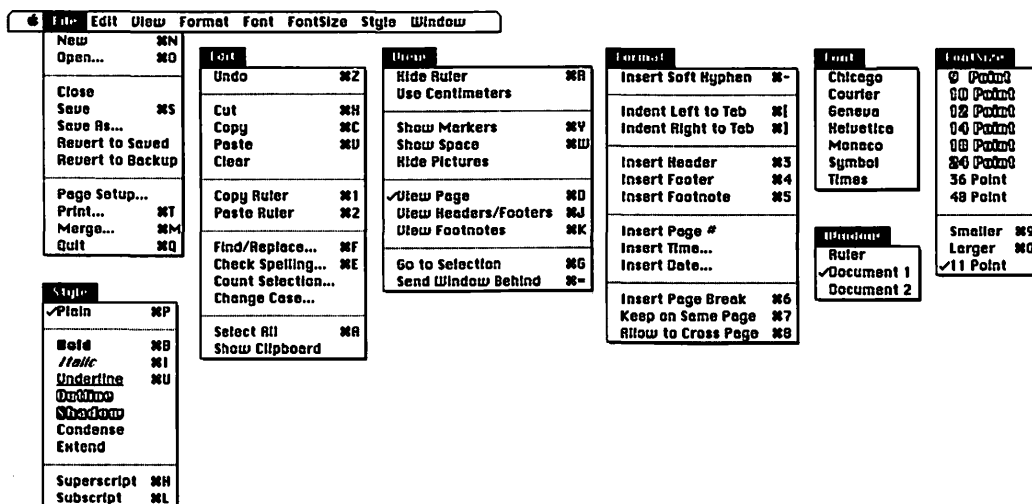 File Edit View Format Font FontSize Style Window
New ⌘N
Open... ⌘O
Close
Save ⌘S
Save As...
Revert to Saved
Revert to Backup
Page Setup...
Print... ⌘T
Merge... ⌘M
Quit ⌘Q
Edit
Undo ⌘Z
Cut ⌘X
Copy ⌘C
Paste ⌘V
Clear
Copy Ruler ⌘1
Paste Ruler ⌘2
Find/Replace... ⌘F
Check Spelling... ⌘E
Count Selection...
Change Case...
Select All ⌘A
Show Clipboard
View
Hide Ruler ⌘R
Use Centimeters
Show Markers ⌘Y
Show Space ⌘W
Hide Pictures
✓View Page ⌘D
View Headers/Footers ⌘J
View Footnotes ⌘K
Go to Selection ⌘G
Send Window Behind ⌘=
Format
Insert Soft Hyphen ⌘-
Indent Left to Tab ⌘[
Indent Right to Tab ⌘]
Insert Header ⌘3
Insert Footer ⌘4
Insert Footnote ⌘5
Insert Page #
Insert Time...
Insert Date...
Insert Page Break ⌘6
Keep on Same Page ⌘7
Allow to Cross Page ⌘8
Font
Chicago
Courier
Geneva
Helvetica
Monaco
Symbol
Times
FontSize
9 Point
10 Point
12 Point
14 Point
18 Point
24 Point
36 Point
48 Point
Smaller ⌘9
Larger ⌘0
✓11 Point
Window
Ruler
✓Document 1
Document 2
Style
✓Plain ⌘P
Bold ⌘B
Italic ⌘I
Underline ⌘U
Outline
Shadow
Condense
Extend
Superscript ⌘H
Subscript ⌘L